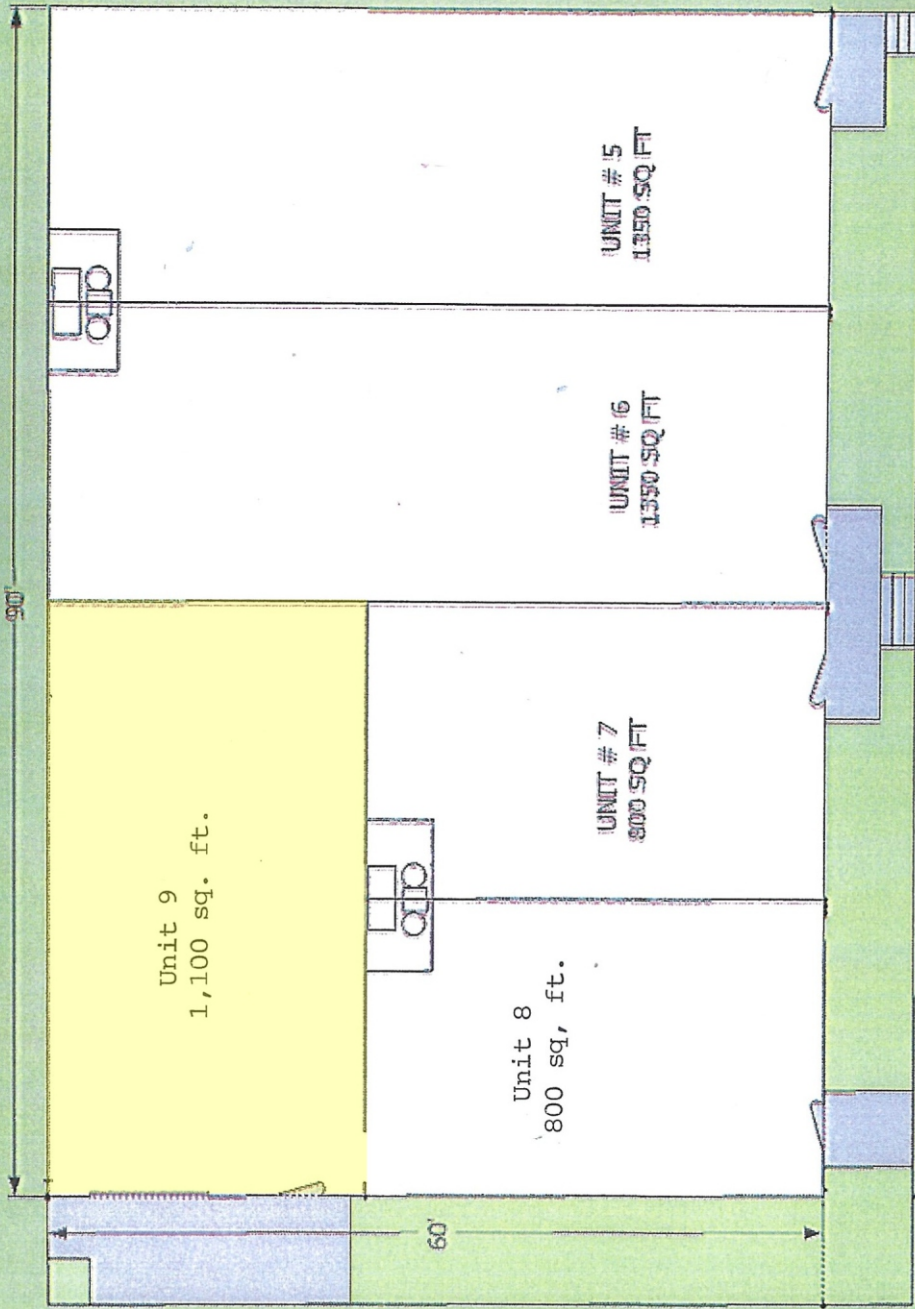 90'
60'
Unit 9
1,100 sq. ft.
Unit 8
800 sq, ft.
UNIT # 7
800 SQ FT
UNIT # 6
1350 SQ FT
UNIT # 5
1350 SQ FT